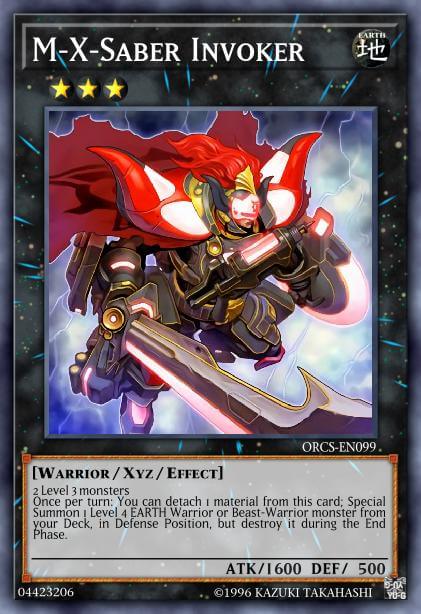 M-X-Saber Invoker
EARTH
地
ORCS-EN099
[Warrior / Xyz / Effect]
2 Level 3 monsters
Once per turn: You can detach 1 material from this card; Special
Summon 1 Level 4 EARTH Warrior or Beast-Warrior monster from
your Deck, in Defense Position, but destroy it during the End
Phase.
ATK/1600 DEF/ 500
04423206
©1996 KAZUKI TAKAHASHI